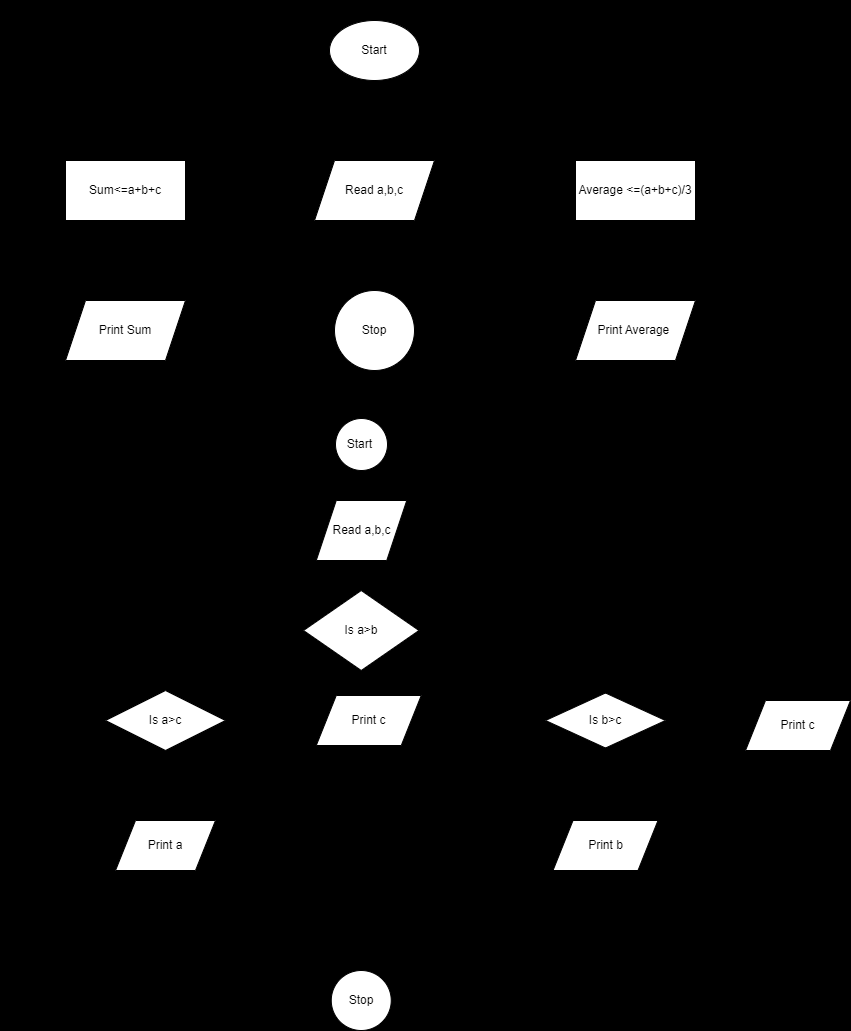 Start
Sum<=a+b+c
Read a,b,c
Average <=(a+b+c)/3
Print Sum
Stop
Print Average
Start
Read a,b,c
Is a>b
Is a>c
Print c
Is b>c
Print c
Print a
Print b
Stop